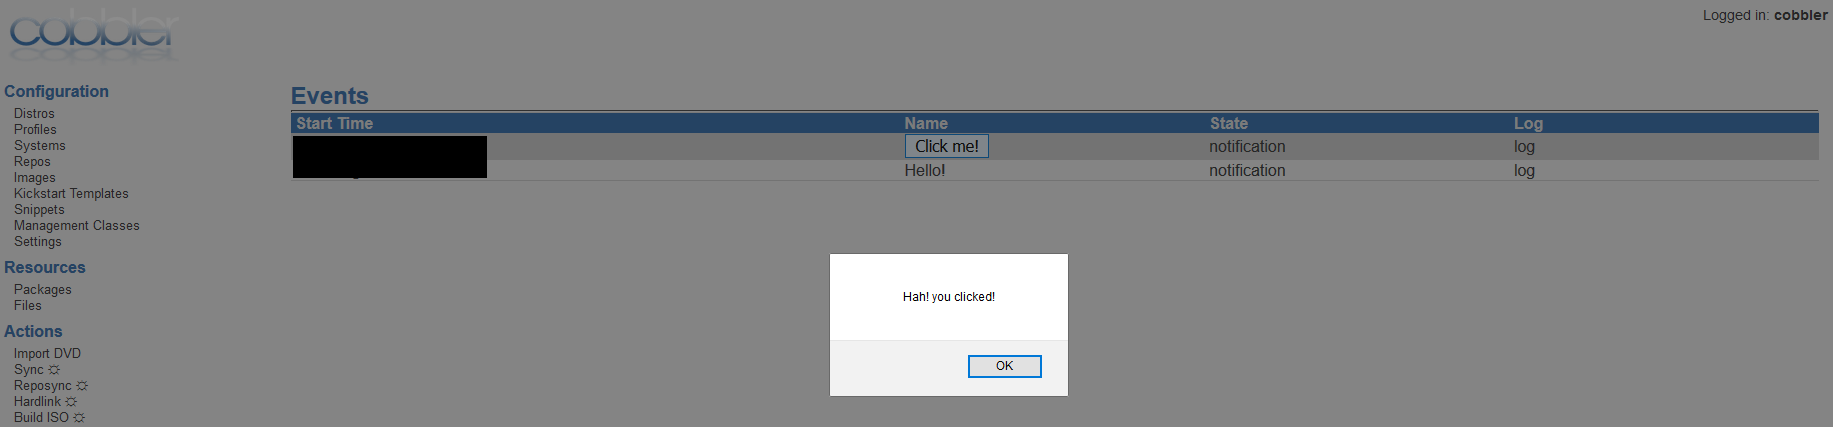 cobbler
Logged in: cobbler
Configuration
Distros
Profiles
Systems
Repos
Images
Kickstart Templates
Snippets
Management Classes
Settings
Resources
Packages
Files
Actions
Import DVD
Sync ☼
Reposync ☼
Hardlink ☼
Build ISO ☼
Events
Start Time Name State Log
Click me! notification log
Hello! notification log
Hah! you clicked!
OK